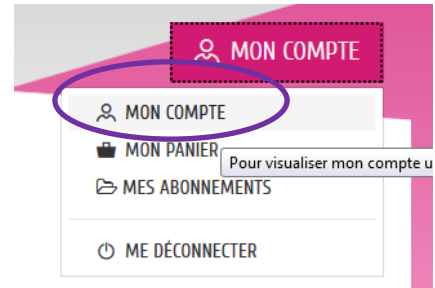 MON COMPTE
MON COMPTE
MON PANIER
Pour visualiser mon compte u
MES ABONNEMENTS
ME DÉCONNECTER